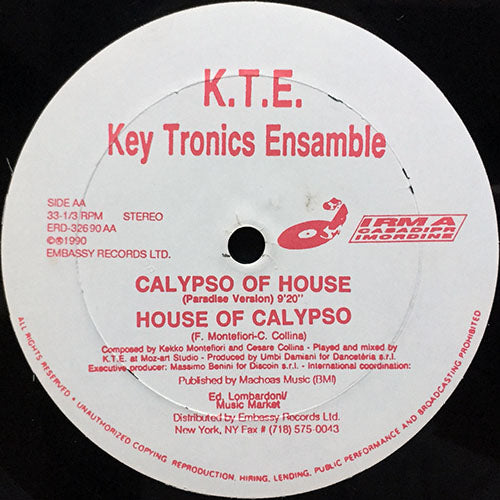 K.T.E.
Key Tronics Ensamble
SIDE AA
33-1/3 RPM STEREO
ERD-32690 AA
©℗1990
EMBASSY RECORDS LTD.
IRMA
CASADIPR
IMORDINE
CALYPSO OF HOUSE
(Paradise Version) 9'20''
HOUSE OF CALYPSO
(F. Montefiori-C. Collina)
Composed by Kekko Montefiori and Cesare Collina - Played and mixed by
K.T.E. at Moz-art Studio - Produced by Umbi Damiani for Danceteria s.r.l.
Executive producer: Massimo Benini for Discoin s.r.l. - International coordination:
Published by Machoas Music (BMI)
Ed. Lombardoni/
Music Market
Distributed by Embassy Records Ltd.
New York, NY Fax # (718) 575-0043
ALL RIGHTS RESERVED • UNAUTHORIZED COPYING, REPRODUCTION, HIRING, LENDING, PUBLIC PERFORMANCE AND BROADCASTING PROHIBITED